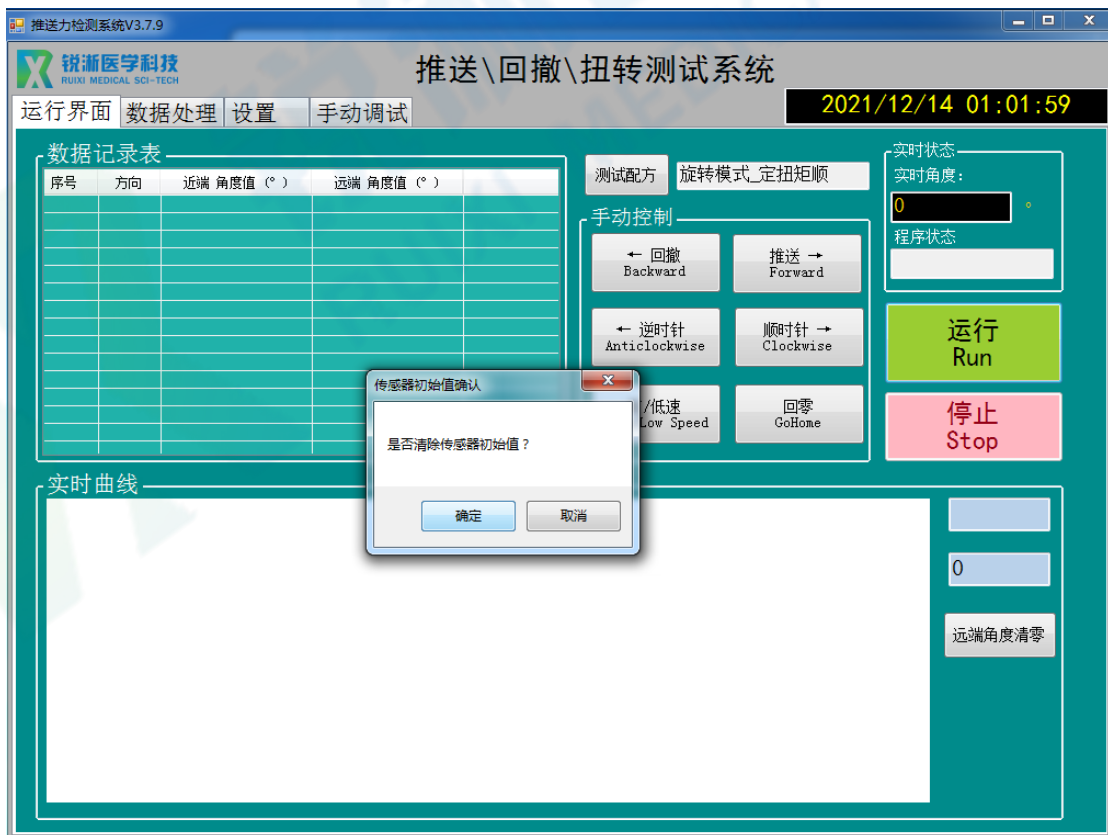 推送力检测系统V3.7.9
锐浙医学科技
RUIXI MEDICAL SCI-TECH
推送\回撤\扭转测试系统
运行界面 数据处理 设置 手动调试
2021/12/14 01:01:59
数据记录表
序号 方向 近端 角度值 (° ) 远端 角度值 (° )
测试配方 旋转模式_定扭矩顺
手动控制
← 回撤
Backward
推送 →
Forward
← 逆时针
Anticlockwise
顺时针 →
Clockwise
/低速
Low Speed
回零
GoHome
实时状态
实时角度:
0 °
程序状态
运行
Run
停止
Stop
传感器初始值确认
是否清除传感器初始值?
确定 取消
实时曲线
0
远端角度清零